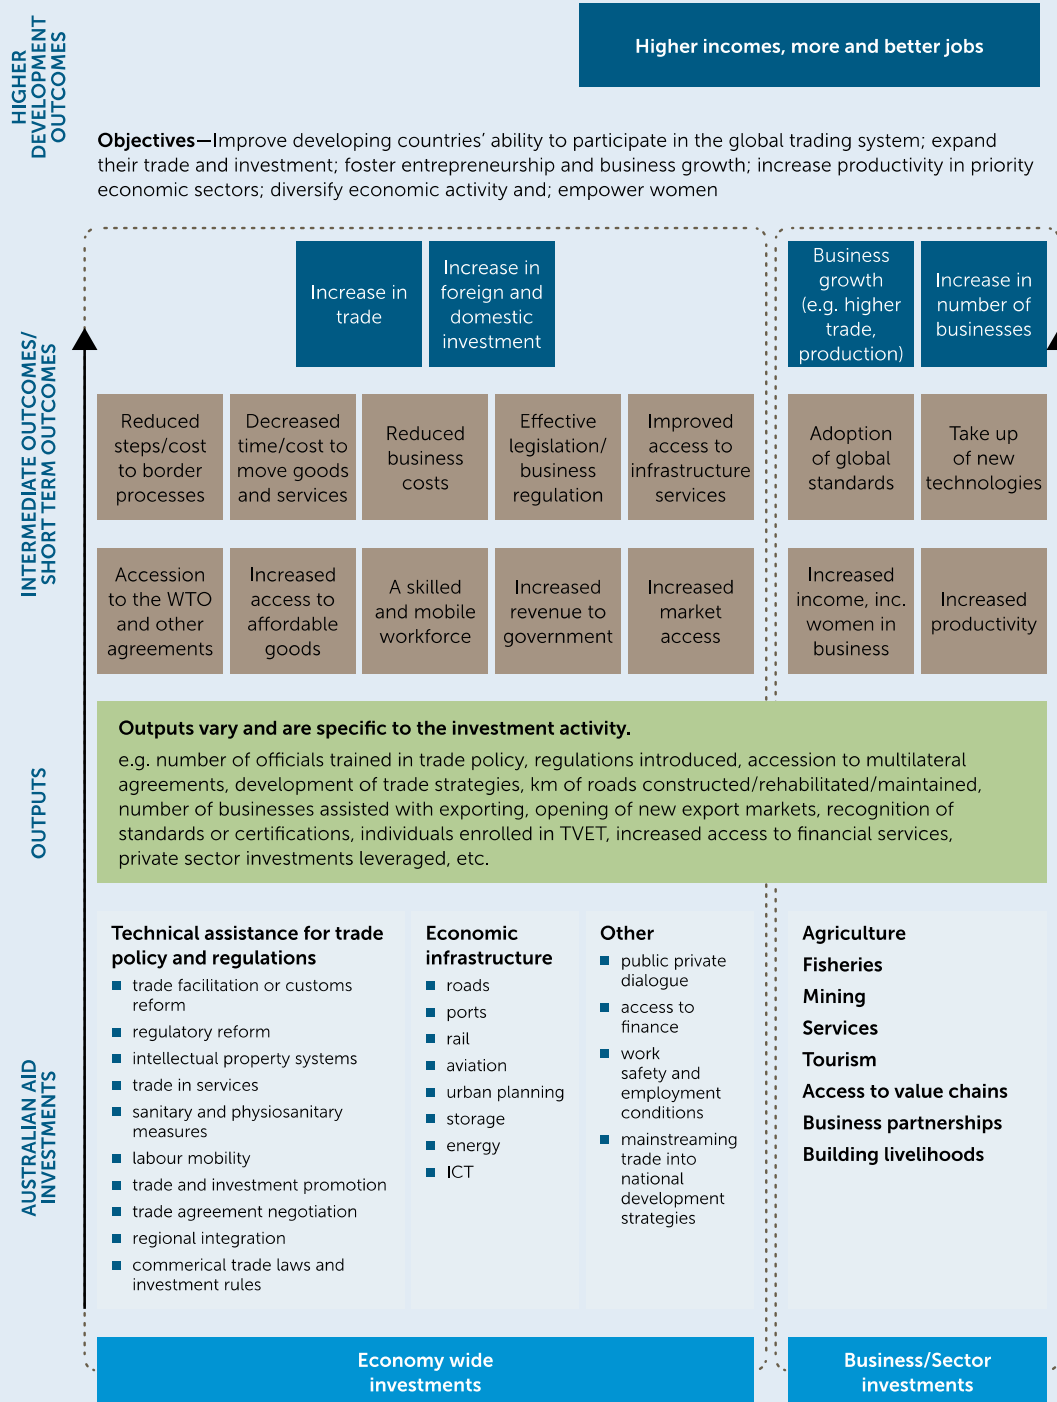 HIGHER
DEVELOPMENT
OUTCOMES
Higher incomes, more and better jobs
Objectives—Improve developing countries’ ability to participate in the global trading system; expand
their trade and investment; foster entrepreneurship and business growth; increase productivity in priority
economic sectors; diversify economic activity and; empower women
INTERMEDIATE OUTCOMES/
SHORT TERM OUTCOMES
Increase in
trade
Increase in
foreign and
domestic
investment
Business
growth
(e.g. higher
trade,
production)
Increase in
number of
businesses
Reduced
steps/cost
to border
processes
Decreased
time/cost to
move goods
and services
Reduced
business
costs
Effective
legislation/
business
regulation
Improved
access to
infrastructure
services
Adoption
of global
standards
Take up
of new
technologies
Accession
to the WTO
and other
agreements
Increased
access to
affordable
goods
A skilled
and mobile
workforce
Increased
revenue to
government
Increased
market
access
Increased
income, inc.
women in
business
Increased
productivity
OUTPUTS
Outputs vary and are specific to the investment activity.
e.g. number of officials trained in trade policy, regulations introduced, accession to multilateral
agreements, development of trade strategies, km of roads constructed/rehabilitated/maintained,
number of businesses assisted with exporting, opening of new export markets, recognition of
standards or certifications, individuals enrolled in TVET, increased access to financial services,
private sector investments leveraged, etc.
AUSTRALIAN AID
INVESTMENTS
Technical assistance for trade
policy and regulations
trade facilitation or customs
reform
regulatory reform
intellectual property systems
trade in services
sanitary and physiosanitary
measures
labour mobility
trade and investment promotion
trade agreement negotiation
regional integration
commerical trade laws and
investment rules
Economic
infrastructure
roads
ports
rail
aviation
urban planning
storage
energy
ICT
Other
public private
dialogue
access to
finance
work
safety and
employment
conditions
mainstreaming
trade into
national
development
strategies
Agriculture
Fisheries
Mining
Services
Tourism
Access to value chains
Business partnerships
Building livelihoods
Economy wide
investments
Business/Sector
investments